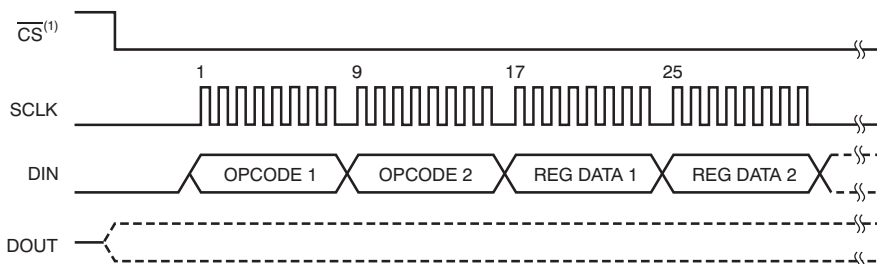 CS(1)
1 9 17 25
SCLK
DIN OPCODE 1 OPCODE 2 REG DATA 1 REG DATA 2
DOUT